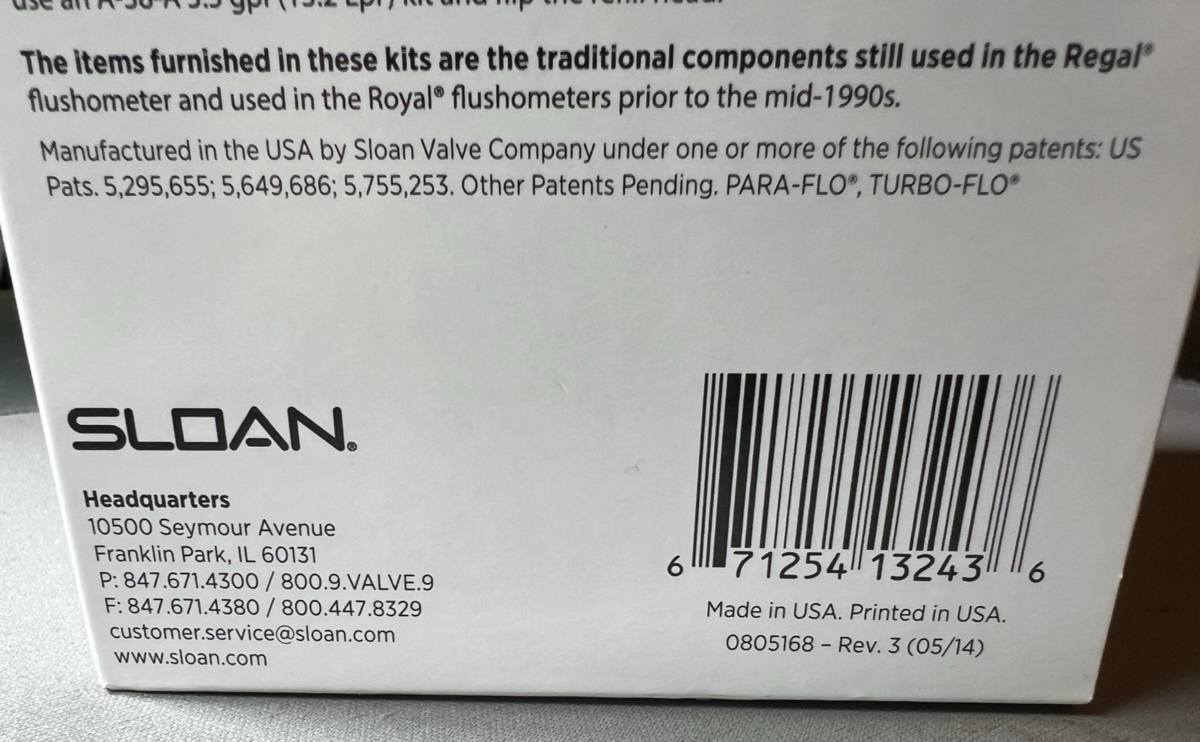 The items furnished in these kits are the traditional components still used in the Regal®
flushometer and used in the Royal® flushometers prior to the mid-1990s.
Manufactured in the USA by Sloan Valve Company under one or more of the following patents: US
Pats. 5,295,655; 5,649,686; 5,755,253. Other Patents Pending. PARA-FLO®, TURBO-FLO®
SLOAN®
Headquarters
10500 Seymour Avenue
Franklin Park, IL 60131
P: 847.671.4300 / 800.9.VALVE.9
F: 847.671.4380 / 800.447.8329
customer.service@sloan.com
www.sloan.com
6 71254 13243 6
Made in USA. Printed in USA.
0805168 – Rev. 3 (05/14)